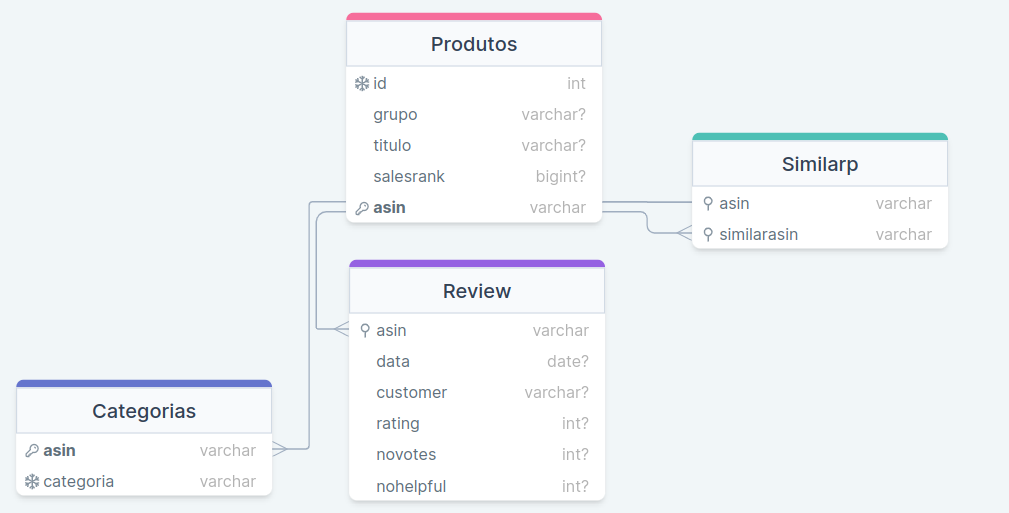 Produtos
id int
grupo varchar?
titulo varchar?
salesrank bigint?
asin varchar
Similarp
asin varchar
similarasin varchar
Review
asin varchar
data date?
customer varchar?
rating int?
novotes int?
nohelpful int?
Categorias
asin varchar
categoria varchar